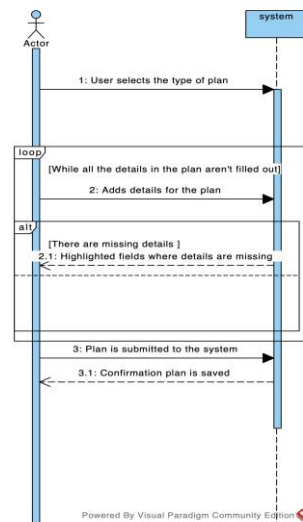 system
Actor
1: User selects the type of plan
loop
[While all the details in the plan aren't filled out]
2: Adds details for the plan
alt
[There are missing details ]
2.1: Highlighted fields where details are missing
3: Plan is submitted to the system
3.1: Confirmation plan is saved
Powered By Visual Paradigm Community Edition